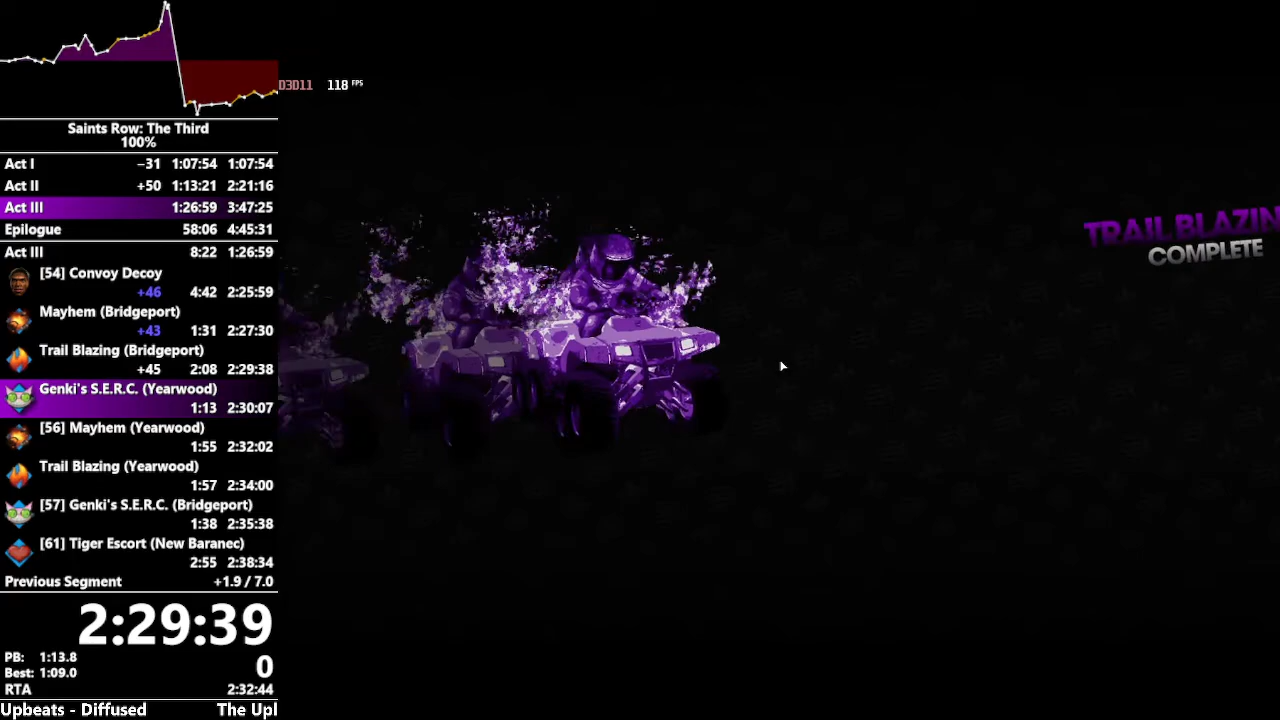 D3D11 118 FPS
Saints Row: The Third
100%
Act I −31 1:07:54 1:07:54
Act II +50 1:13:21 2:21:16
Act III 1:26:59 3:47:25
Epilogue 58:06 4:45:31
Act III 8:22 1:26:59
[54] Convoy Decoy
+46 4:42 2:25:59
Mayhem (Bridgeport)
+43 1:31 2:27:30
Trail Blazing (Bridgeport)
+45 2:08 2:29:38
Genki's S.E.R.C. (Yearwood)
1:13 2:30:07
[56] Mayhem (Yearwood)
1:55 2:32:02
Trail Blazing (Yearwood)
1:57 2:34:00
[57] Genki's S.E.R.C. (Bridgeport)
1:38 2:35:38
[61] Tiger Escort (New Baranec)
2:55 2:38:34
Previous Segment +1.9 / 7.0
2:29:39
PB: 1:13.8
Best: 1:09.0
0
RTA 2:32:44
Upbeats - Diffused The Upl
TRAIL BLAZIN
COMPLETE